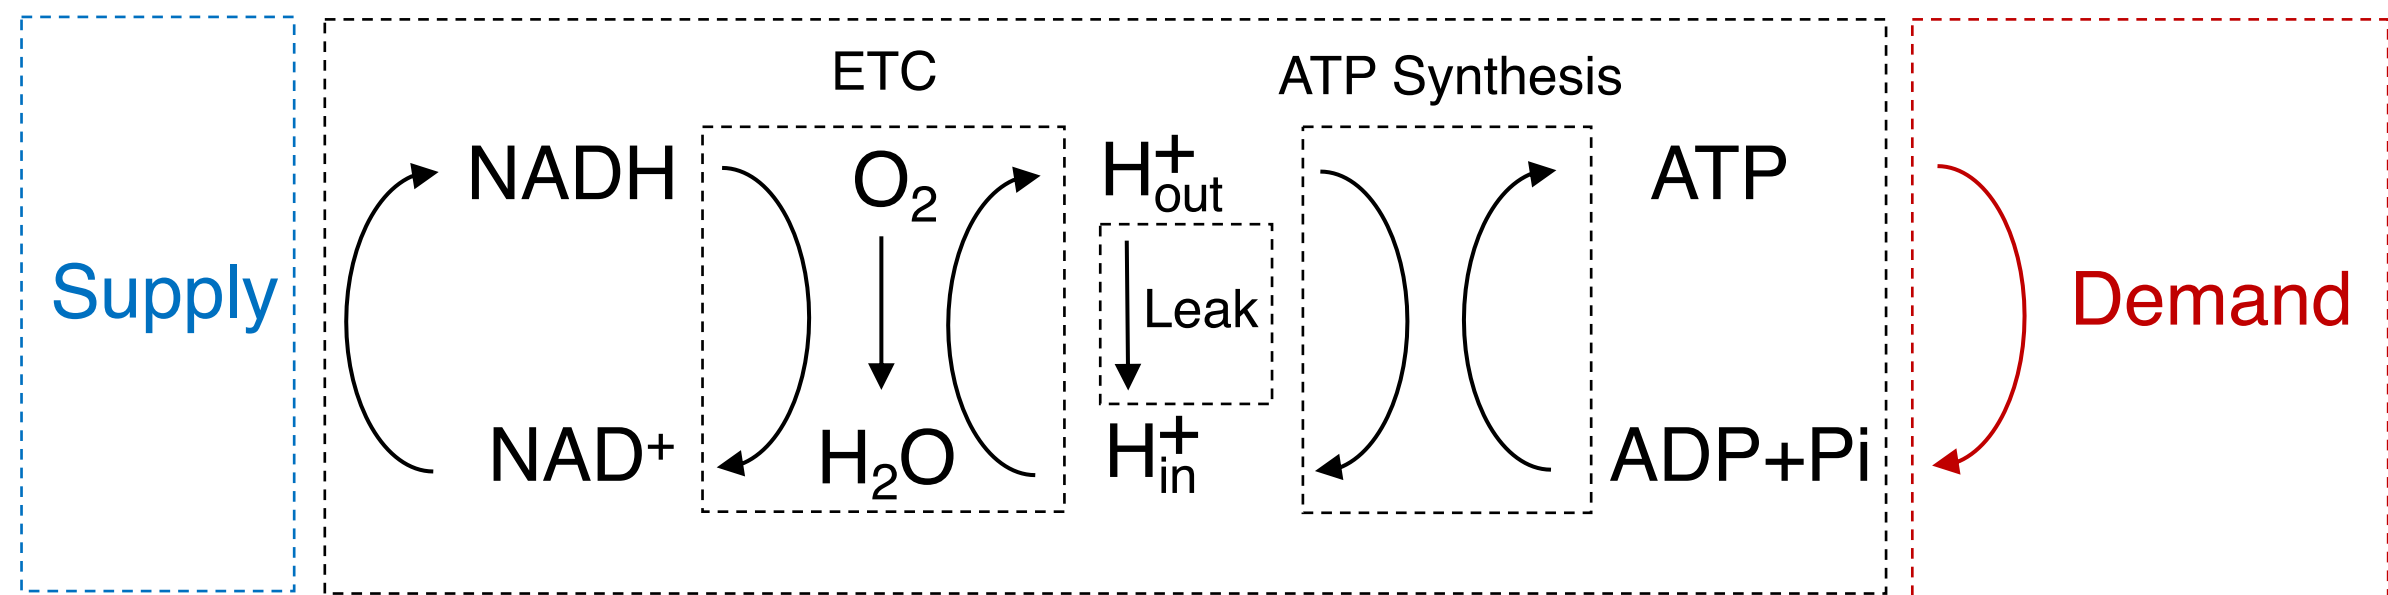 ETC
ATP Synthesis
NADH
O₂
H⁺out
ATP
Supply
Leak
Demand
NAD⁺
H₂O
H⁺in
ADP+Pi